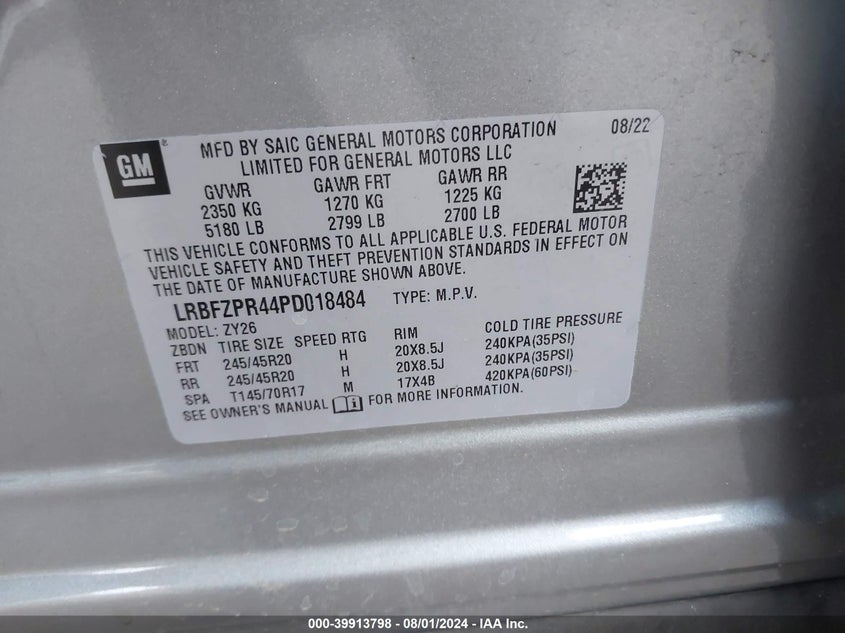 GM
MFD BY SAIC GENERAL MOTORS CORPORATION 08/22
LIMITED FOR GENERAL MOTORS LLC
GVWR GAWR FRT GAWR RR
2350 KG 1270 KG 1225 KG
5180 LB 2799 LB 2700 LB
THIS VEHICLE CONFORMS TO ALL APPLICABLE U.S. FEDERAL MOTOR
VEHICLE SAFETY AND THEFT PREVENTION STANDARDS IN EFFECT ON
THE DATE OF MANUFACTURE SHOWN ABOVE.
LRBFZPR44PD018484 TYPE: M.P.V.
MODEL: ZY26
ZBDN TIRE SIZE SPEED RTG RIM COLD TIRE PRESSURE
FRT 245/45R20 H 20X8.5J 240KPA(35PSI)
RR 245/45R20 H 20X8.5J 240KPA(35PSI)
SPA T145/70R17 M 17X4B 420KPA(60PSI)
SEE OWNER'S MANUAL FOR MORE INFORMATION.
000-39913798 - 08/01/2024 - IAA Inc.